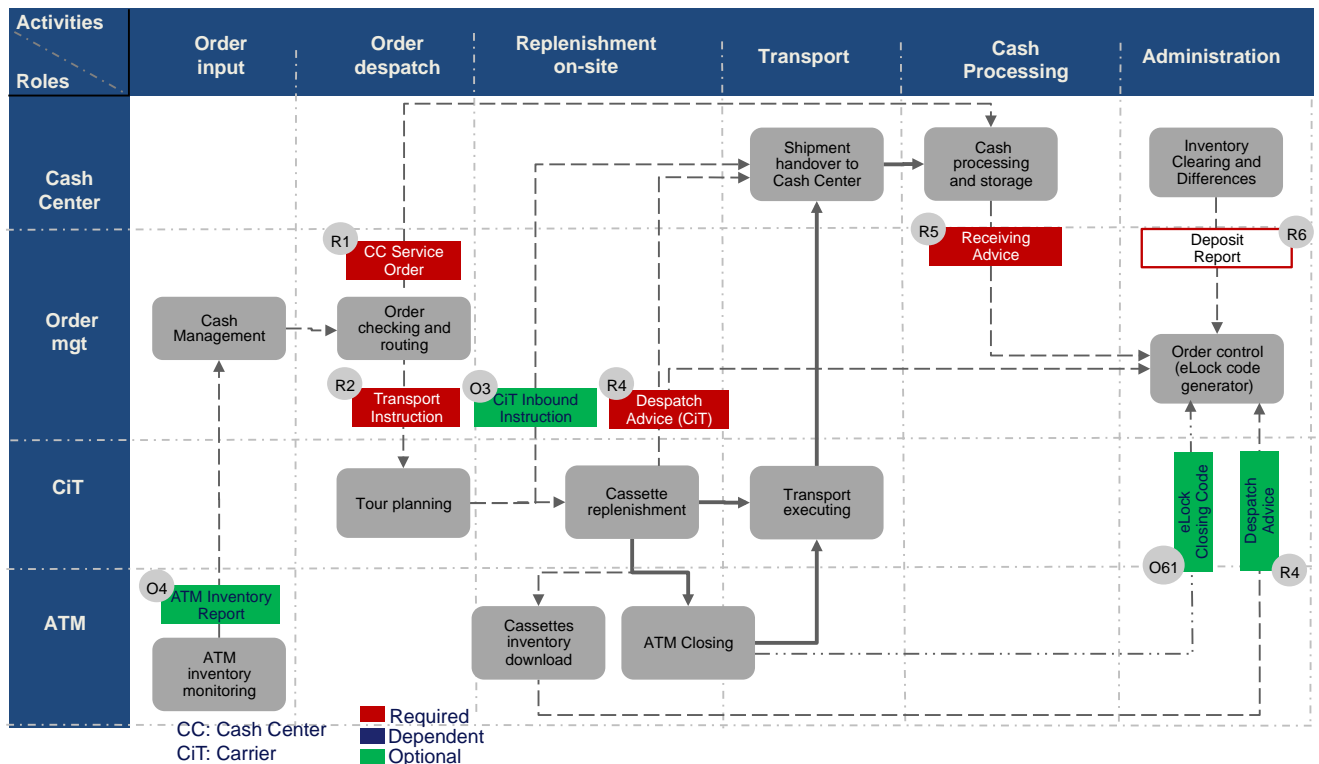 Activities
Roles
Order
input
Order
despatch
Replenishment
on-site
Transport
Cash
Processing
Administration
Cash
Center
Shipment
handover to
Cash Center
Cash
processing
and storage
Inventory
Clearing and
Differences
Order
mgt
R1
CC Service
Order
R5
Receiving
Advice
Deposit
Report
R6
Cash
Management
Order
checking and
routing
Order control
(eLock code
generator)
R2
Transport
Instruction
O3
CiT Inbound
Instruction
R4
Despatch
Advice (CiT)
CiT
Tour planning
Cassette
replenishment
Transport
executing
eLock
Closing Code
O61
Despatch
Advice
R4
ATM
O4
ATM Inventory
Report
ATM
inventory
monitoring
Cassettes
inventory
download
ATM Closing
CC: Cash Center
CiT: Carrier
Required
Dependent
Optional